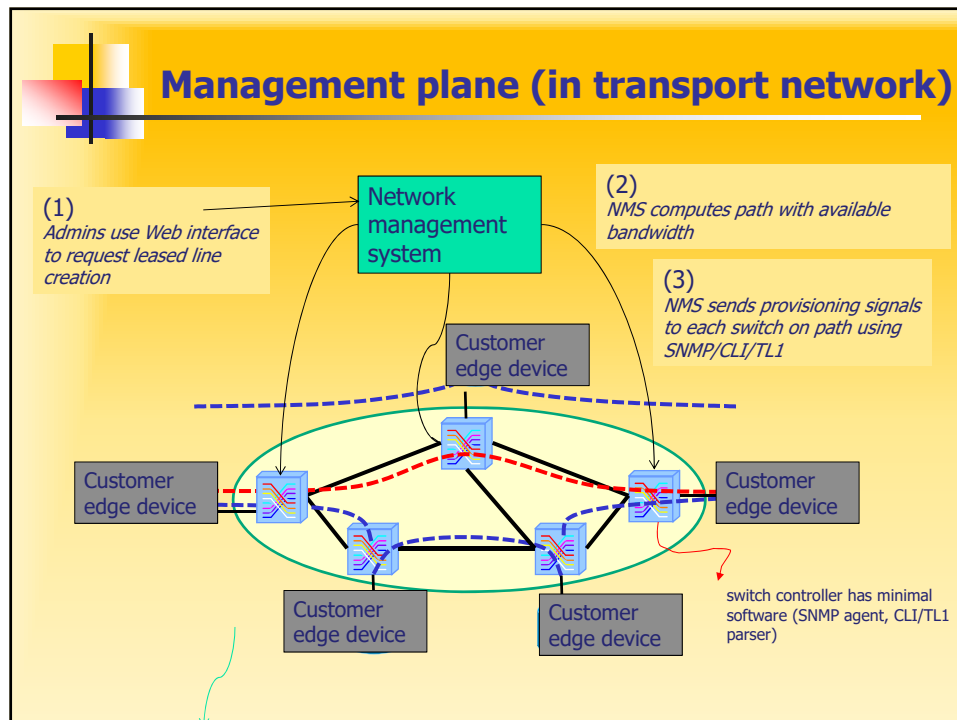 Management plane (in transport network)
(1)
Admins use Web interface
to request leased line
creation
Network
management
system
(2)
NMS computes path with available
bandwidth
(3)
NMS sends provisioning signals
to each switch on path using
SNMP/CLI/TL1
Customer
edge device
Customer
edge device
Customer
edge device
Customer
edge device
Customer
edge device
switch controller has minimal
software (SNMP agent, CLI/TL1
parser)